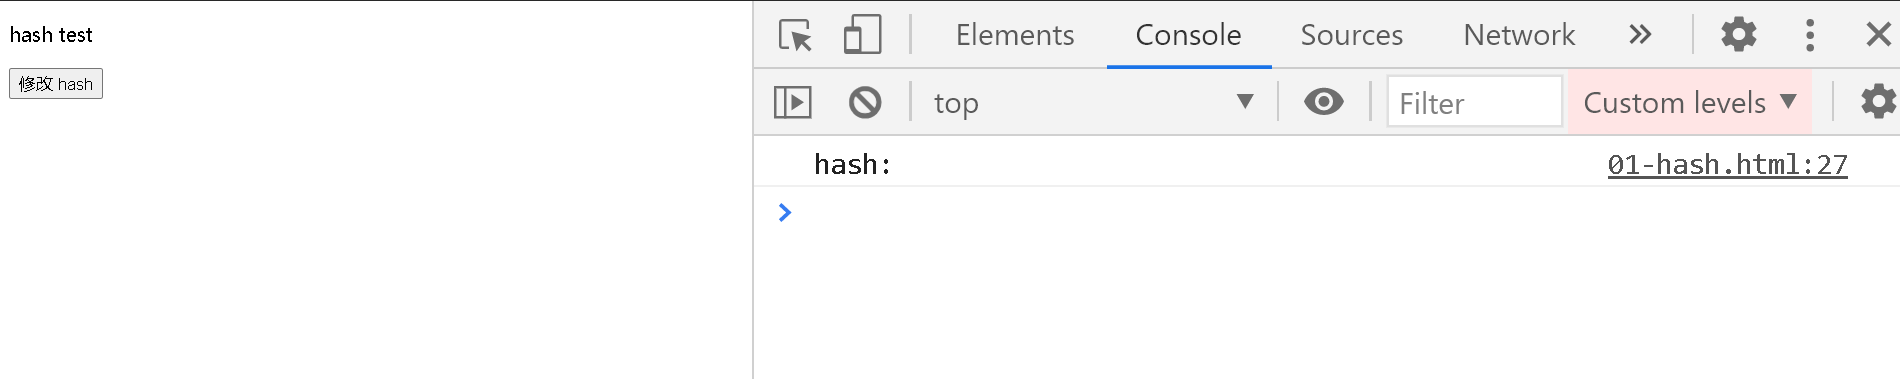 hash test
修改 hash
Elements Console Sources Network
top Filter Custom levels
hash: 01-hash.html:27